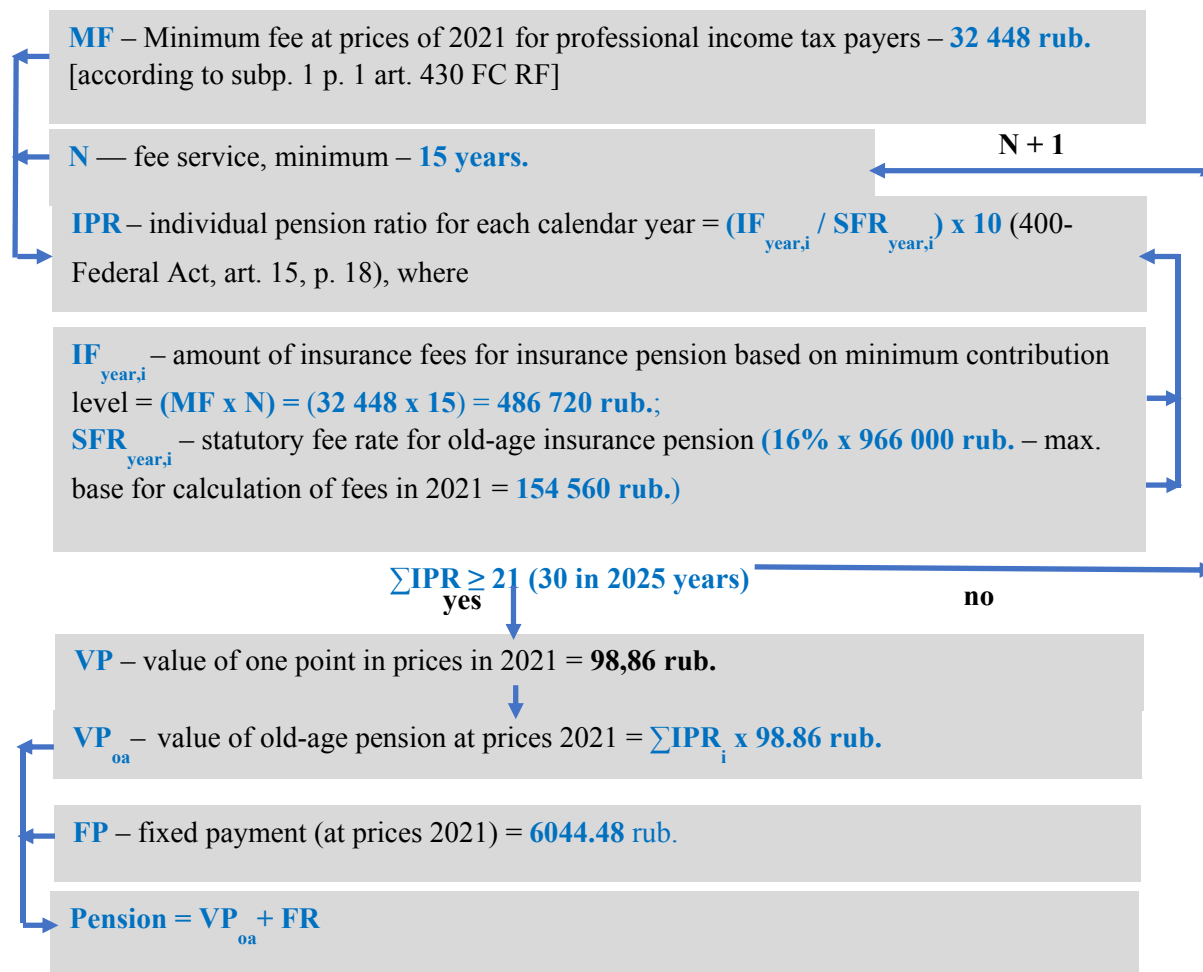 MF – Minimum fee at prices of 2021 for professional income tax payers – 32 448 rub.
[according to subp. 1 p. 1 art. 430 FC RF]
N + 1
N — fee service, minimum – 15 years.
IPR – individual pension ratio for each calendar year = (IF year,i / SFR year,i) x 10 (400-
Federal Act, art. 15, p. 18), where
IF year,i – amount of insurance fees for insurance pension based on minimum contribution
level = (MF x N) = (32 448 x 15) = 486 720 rub.;
SFR year,i – statutory fee rate for old-age insurance pension (16% x 966 000 rub. – max.
base for calculation of fees in 2021 = 154 560 rub.)
∑IPR ≥ 21 (30 in 2025 years)
yes
no
VP – value of one point in prices in 2021 = 98,86 rub.
VP oa – value of old-age pension at prices 2021 = ∑IPR i x 98.86 rub.
FP – fixed payment (at prices 2021) = 6044.48 rub.
Pension = VP oa + FR